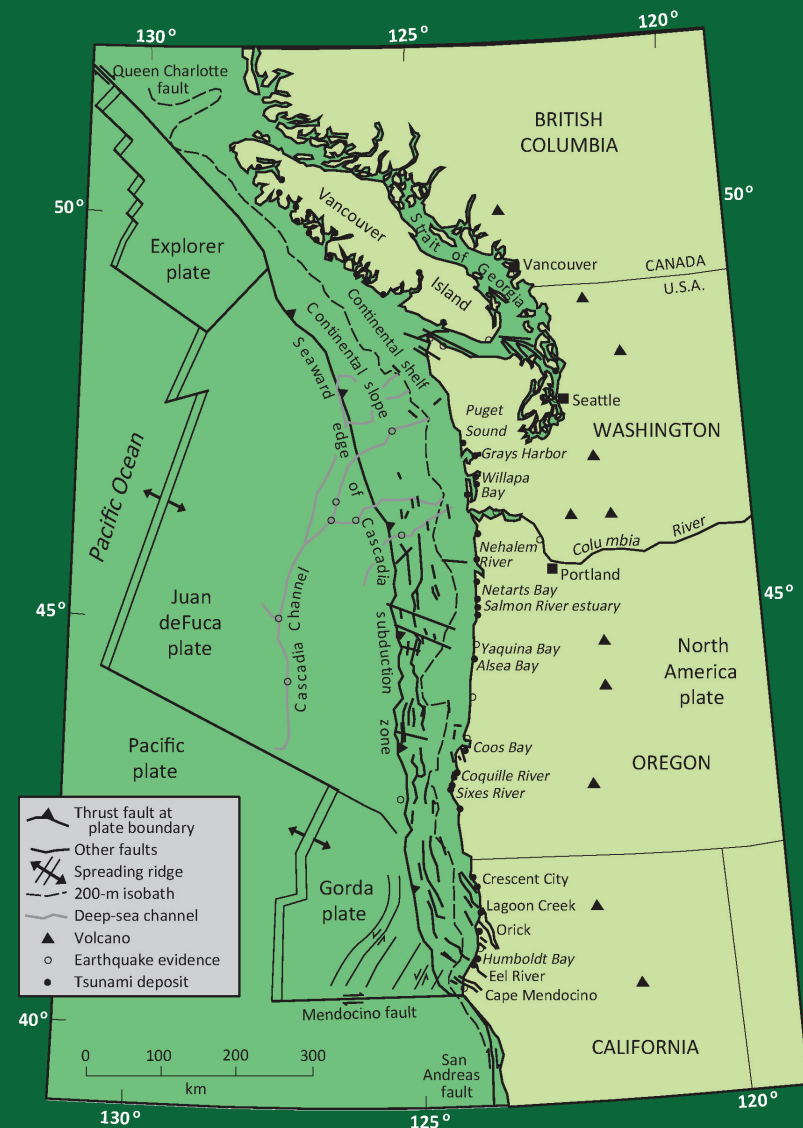 130°
125°
120°
Queen Charlotte
fault
BRITISH
COLUMBIA
50°
50°
Vancouver
Island
Strait of Georgia
Explorer
plate
Vancouver
CANADA
U.S.A.
Continental shelf
Continental slope
Seaward edge of Cascadia subduction zone
Pacific Ocean
Puget
Sound
Seattle
WASHINGTON
Grays Harbor
Willapa
Bay
Columbia River
Nehalem
River
Portland
Juan
deFuca
plate
Cascadia Channel
45°
45°
Netarts Bay
Salmon River estuary
Yaquina Bay
Alsea Bay
North
America
plate
Pacific
plate
Coos Bay
OREGON
Coquille River
Sixes River
Thrust fault at
plate boundary
Other faults
Spreading ridge
200-m isobath
Deep-sea channel
Volcano
Earthquake evidence
Tsunami deposit
Gorda
plate
Crescent City
Lagoon Creek
Orick
Humboldt Bay
Eel River
Cape Mendocino
Mendocino fault
40°
0 100 200 300
km
San
Andreas
fault
CALIFORNIA
130°
125°
120°